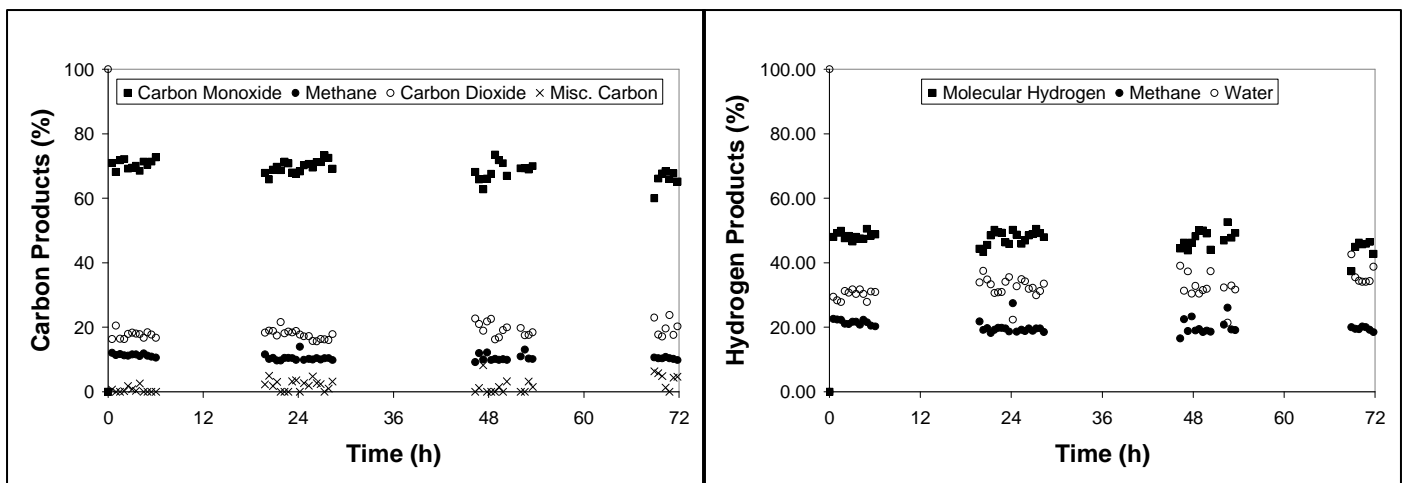 Carbon Products (%)
100
80
60
40
20
0
Carbon Monoxide Methane Carbon Dioxide Misc. Carbon
0 12 24 36 48 60 72
Time (h)
Hydrogen Products (%)
100.00
80.00
60.00
40.00
20.00
0.00
Molecular Hydrogen Methane Water
0 12 24 36 48 60 72
Time (h)